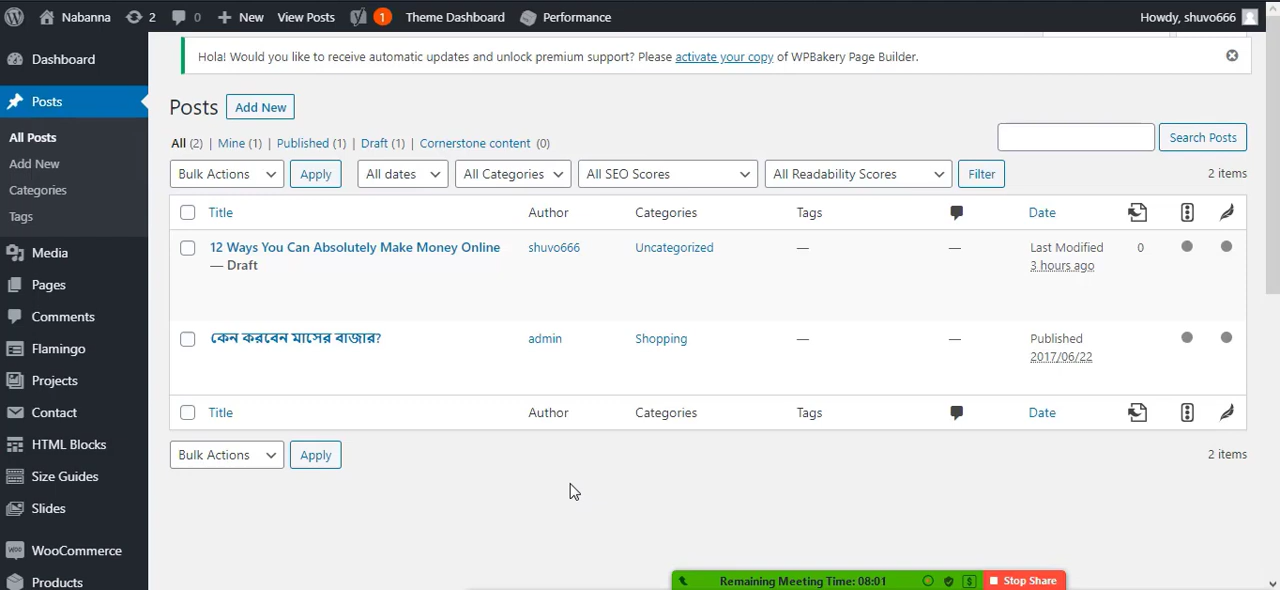 Nabanna 2 0 New View Posts 1 Theme Dashboard Performance Howdy, shuvo666
Dashboard
Hola! Would you like to receive automatic updates and unlock premium support? Please activate your copy of WPBakery Page Builder.
Posts
Posts Add New
All Posts
All (2) | Mine (1) | Published (1) | Draft (1) | Cornerstone content (0)
Search Posts
Add New
Bulk Actions Apply All dates All Categories All SEO Scores All Readability Scores Filter 2 items
Categories
Tags
Title Author Categories Tags Date
Media
12 Ways You Can Absolutely Make Money Online shuvo666 Uncategorized — — Last Modified 0
— Draft 3 hours ago
Pages
Comments
কেন করবেন মাসের বাজার? admin Shopping — — Published
2017/06/22
Flamingo
Projects
Contact
Title Author Categories Tags Date
HTML Blocks
Bulk Actions Apply 2 items
Size Guides
Slides
WOO WooCommerce
Products
Remaining Meeting Time: 08:01 $ Stop Share